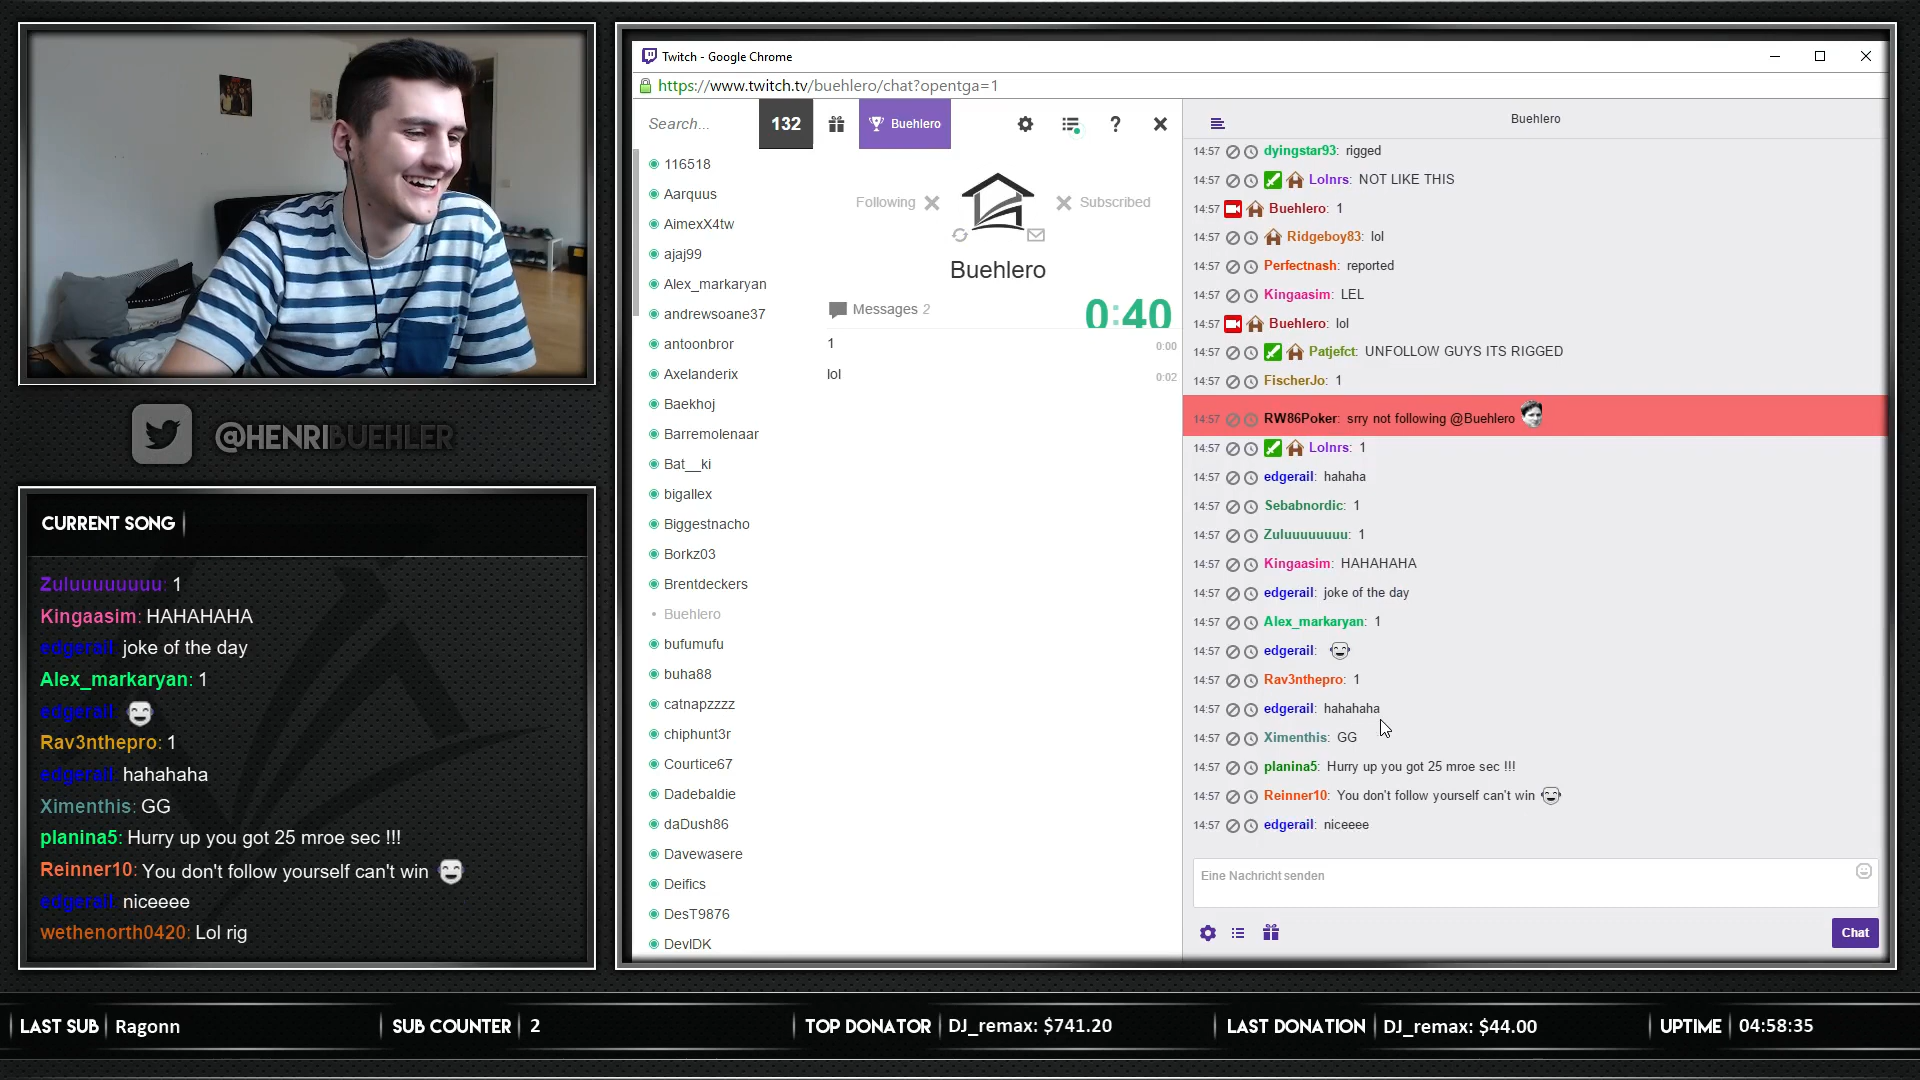 Twitch - Google Chrome
https://www.twitch.tv/buehlero/chat?opentga=1
Search...
132
Buehlero
?
116518
Aarquus
AimexX4tw
ajaj99
Alex_markaryan
andrewsoane37
antoonbror
Axelanderix
Baekhoj
Barremolenaar
Bat__ki
bigallex
Biggestnacho
Borkz03
Brentdeckers
Buehlero
bufumufu
buha88
catnapzzzz
chiphunt3r
Courtice67
Dadebaldie
daDush86
Davewasere
Deifics
DesT9876
DevIDK
Following
Subscribed
Buehlero
Messages 2
0:40
1 0:00
lol 0:02
Buehlero
14:57 dyingstar93: rigged
14:57 Lolnrs: NOT LIKE THIS
14:57 Buehlero: 1
14:57 Ridgeboy83: lol
14:57 Perfectnash: reported
14:57 Kingaasim: LEL
14:57 Buehlero: lol
14:57 Patjefct: UNFOLLOW GUYS ITS RIGGED
14:57 FischerJo: 1
14:57 RW86Poker: srry not following @Buehlero
14:57 Lolnrs: 1
14:57 edgerail: hahaha
14:57 Sebabnordic: 1
14:57 Zuluuuuuuuu: 1
14:57 Kingaasim: HAHAHAHA
14:57 edgerail: joke of the day
14:57 Alex_markaryan: 1
14:57 edgerail:
14:57 Rav3nthepro: 1
14:57 edgerail: hahahaha
14:57 Ximenthis: GG
14:57 planina5: Hurry up you got 25 mroe sec !!!
14:57 Reinner10: You don't follow yourself can't win
14:57 edgerail: niceeee
Eine Nachricht senden
Chat
@HENRIBUEHLER
CURRENT SONG
Zuluuuuuuuu: 1
Kingaasim: HAHAHAHA
edgerail: joke of the day
Alex_markaryan: 1
edgerail:
Rav3nthepro: 1
edgerail: hahahaha
Ximenthis: GG
planina5: Hurry up you got 25 mroe sec !!!
Reinner10: You don't follow yourself can't win
edgerail: niceeee
wethenorth0420: Lol rig
LAST SUB Ragonn
SUB COUNTER 2
TOP DONATOR DJ_remax: $741.20
LAST DONATION DJ_remax: $44.00
UPTIME 04:58:35